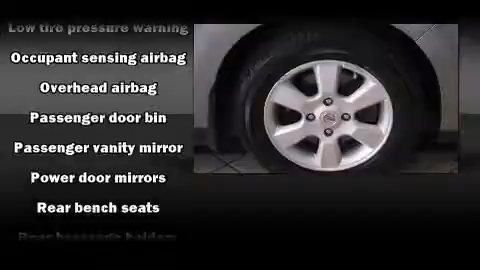 Low tire pressure warning
Occupant sensing airbag
Overhead airbag
Passenger door bin
Passenger vanity mirror
Power door mirrors
Rear bench seats